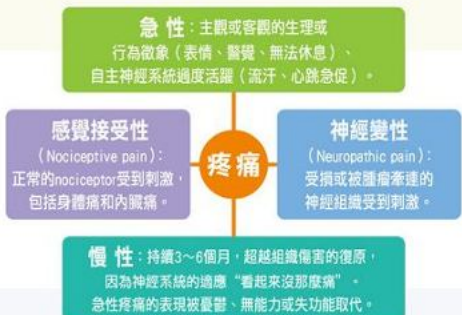 急 性：主觀或客觀的生理或
行為徵象（表情、警覺、無法休息）、
自主神經系統過度活躍（流汗、心跳急促）。
感覺接受性
（Nociceptive pain）：
正常的nociceptor受到刺激，
包括身體痛和內臟痛。
疼痛
神經變性
（Neuropathic pain）：
受損或被腫瘤牽連的
神經組織受到刺激。
慢 性：持續3～6個月，超越組織傷害的復原，
因為神經系統的適應“看起來沒那麼痛”。
急性疼痛的表現被憂鬱、無能力或失功能取代。